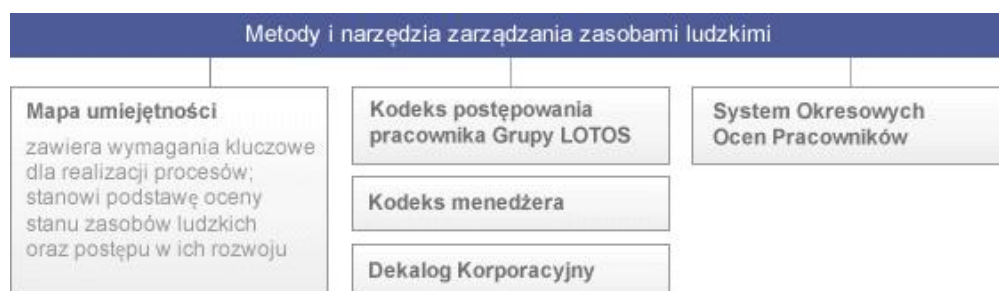 Metody i narzędzia zarządzania zasobami ludzkimi
Mapa umiejętności
zawiera wymagania kluczowe
dla realizacji procesów;
stanowi podstawę oceny
stanu zasobów ludzkich
oraz postępu w ich rozwoju
Kodeks postępowania
pracownika Grupy LOTOS
Kodeks menedżera
Dekalog Korporacyjny
System Okresowych
Ocen Pracowników